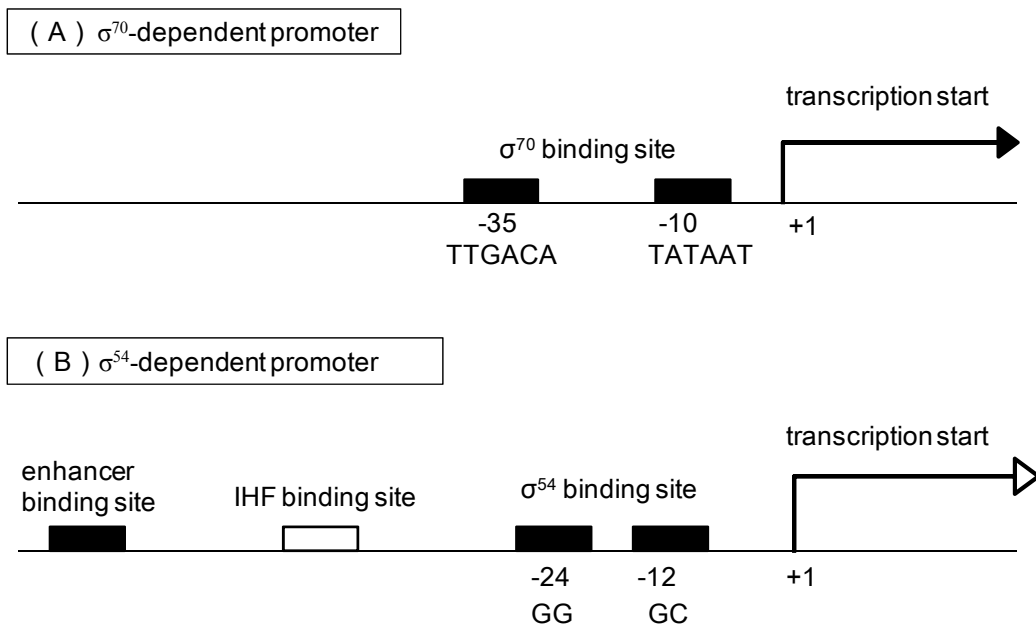 ( A ) σ⁷⁰-dependent promoter
transcription start
σ⁷⁰ binding site
-35 -10 +1
TTGACA TATAAT
( B ) σ⁵⁴-dependent promoter
transcription start
enhancer
binding site
IHF binding site
σ⁵⁴ binding site
-24 -12 +1
GG GC